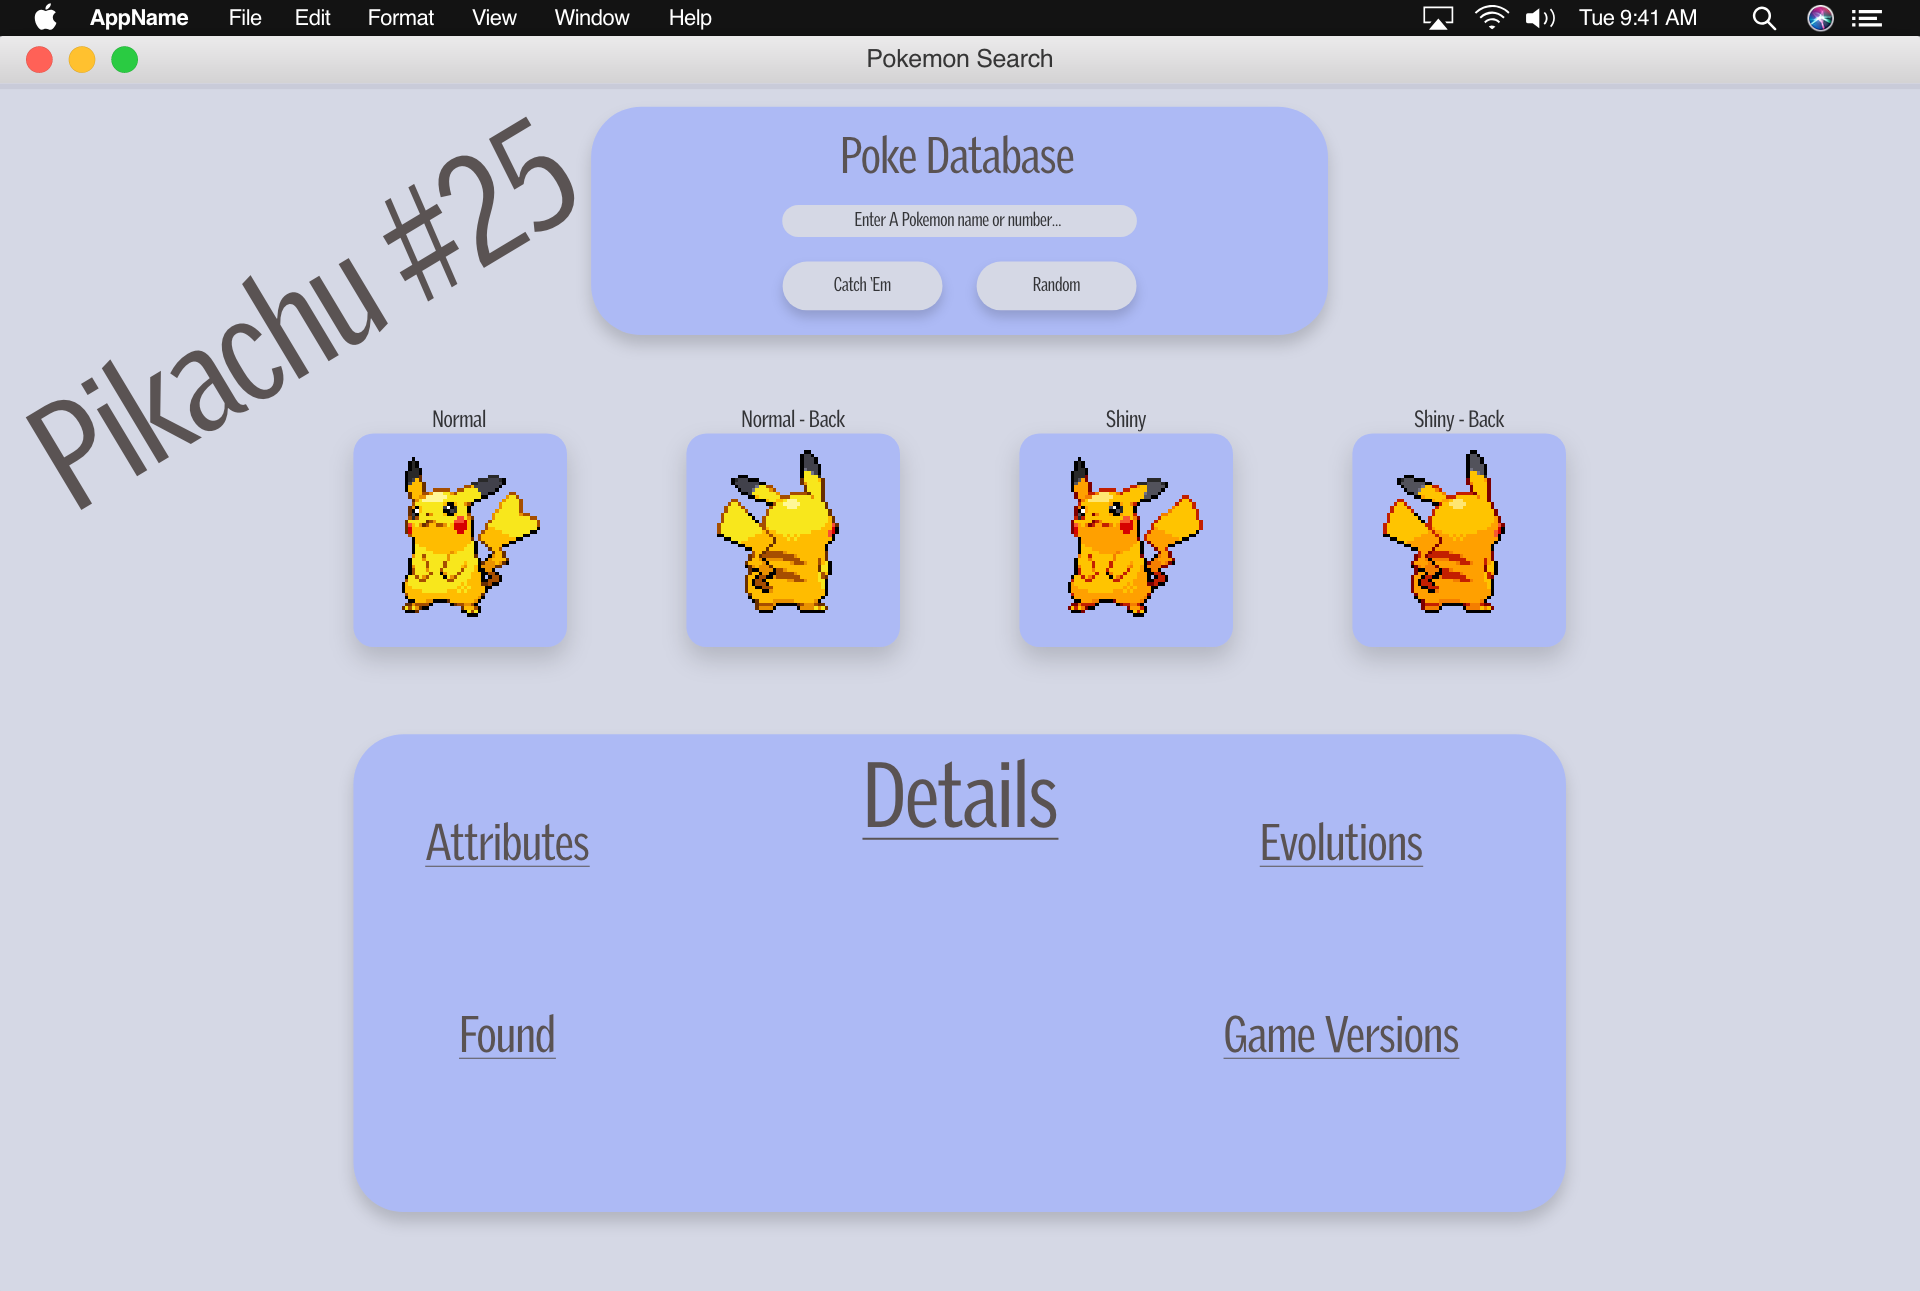 AppName File Edit Format View Window Help Tue 9:41 AM
Pokemon Search
Pikachu #25
Poke Database
Enter A Pokemon name or number...
Catch 'Em Random
Normal Normal - Back Shiny Shiny - Back
Details
Attributes Evolutions
Found Game Versions